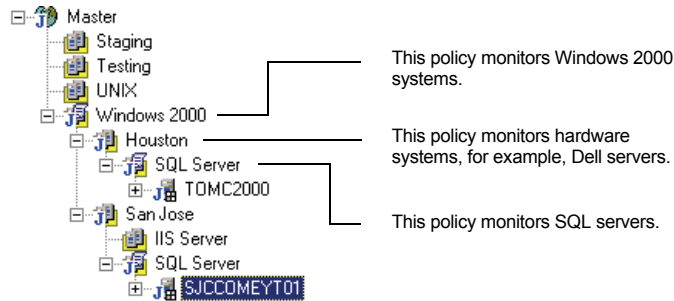 Master
Staging
Testing
UNIX
Windows 2000
Houston
SQL Server
TOMC2000
San Jose
IIS Server
SQL Server
SJCCOMEYT01
This policy monitors Windows 2000
systems.
This policy monitors hardware
systems, for example, Dell servers.
This policy monitors SQL servers.